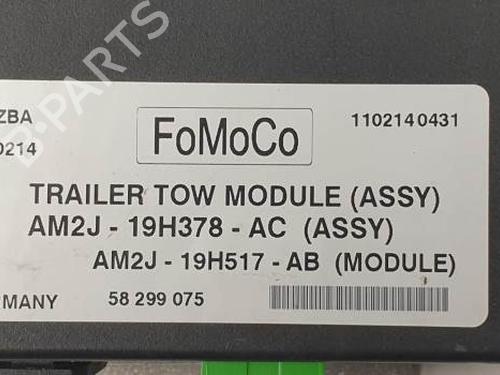 ZBA
0214
FoMoCo
1102140431
TRAILER TOW MODULE (ASSY)
AM2J - 19H378 - AC (ASSY)
AM2J - 19H517 - AB (MODULE)
RMANY
58 299 075
B-PARTS